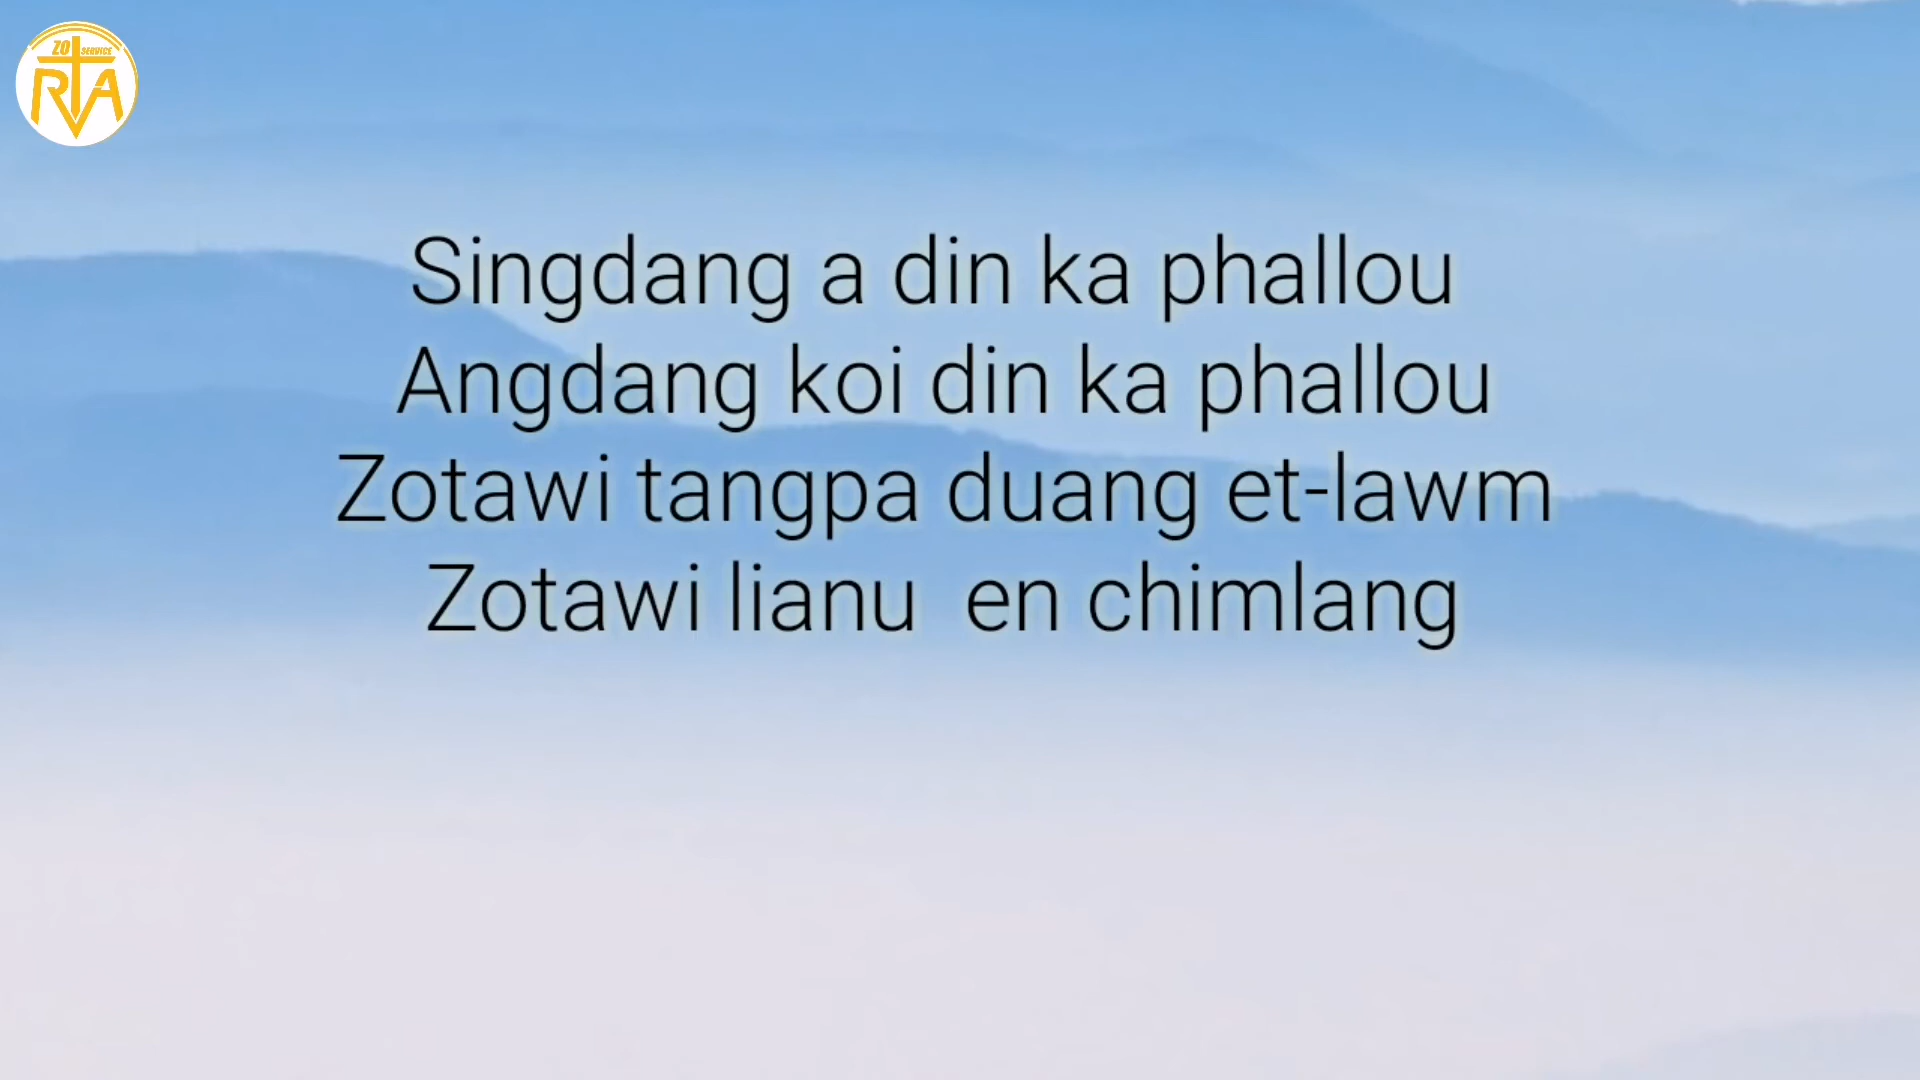 ZO SERVICE
RVA
Singdang a din ka phallou
Angdang koi din ka phallou
Zotawi tangpa duang et-lawm
Zotawi lianu en chimlang